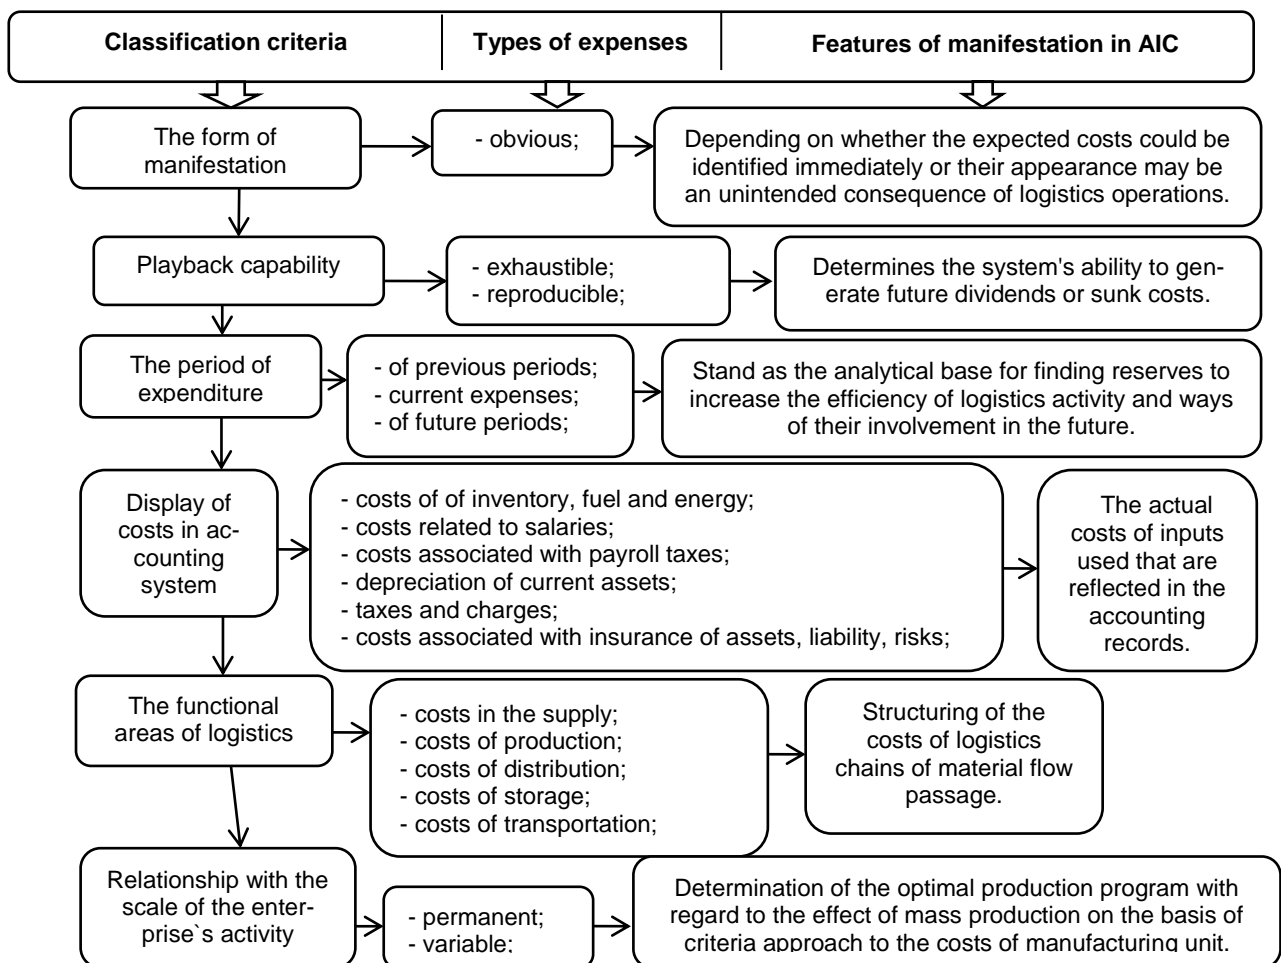 Classification criteria
Types of expenses
Features of manifestation in AIC
The form of
manifestation
- obvious;
Depending on whether the expected costs could be
identified immediately or their appearance may be
an unintended consequence of logistics operations.
Playback capability
- exhaustible;
- reproducible;
Determines the system's ability to gen-
erate future dividends or sunk costs.
The period of
expenditure
- of previous periods;
- current expenses;
- of future periods;
Stand as the analytical base for finding reserves to
increase the efficiency of logistics activity and ways
of their involvement in the future.
Display of
costs in ac-
counting
system
- costs of of inventory, fuel and energy;
- costs related to salaries;
- costs associated with payroll taxes;
- depreciation of current assets;
- taxes and charges;
- costs associated with insurance of assets, liability, risks;
The actual
costs of inputs
used that are
reflected in the
accounting
records.
The functional
areas of logistics
- costs in the supply;
- costs of production;
- costs of distribution;
- costs of storage;
- costs of transportation;
Structuring of the
costs of logistics
chains of material flow
passage.
Relationship with the
scale of the enter-
prise`s activity
- permanent;
- variable;
Determination of the optimal production program with
regard to the effect of mass production on the basis of
criteria approach to the costs of manufacturing unit.